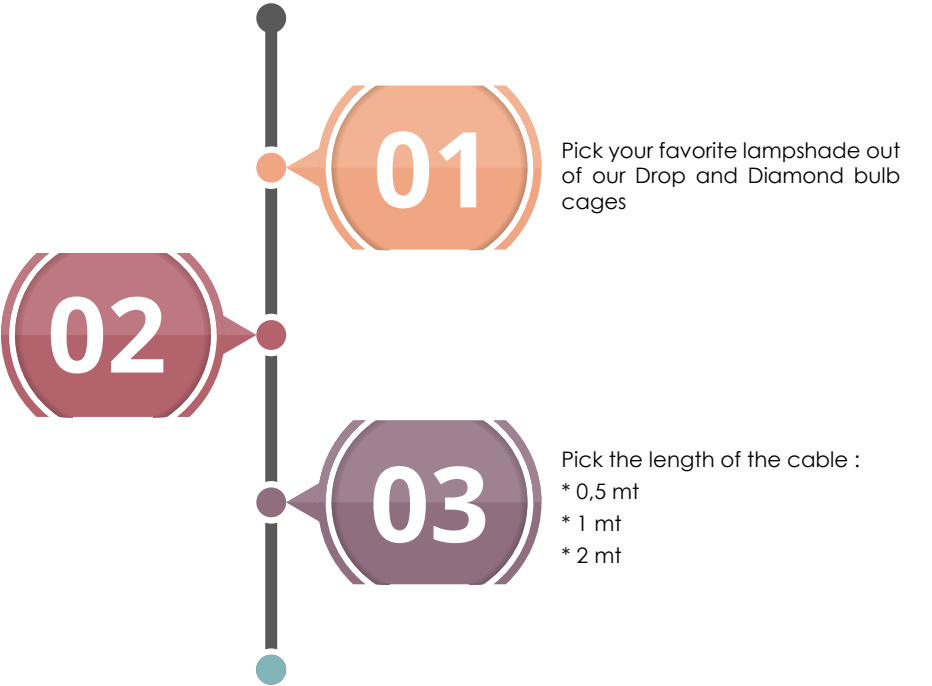 01
Pick your favorite lampshade out
of our Drop and Diamond bulb
cages
02
03
Pick the length of the cable :
* 0,5 mt
* 1 mt
* 2 mt